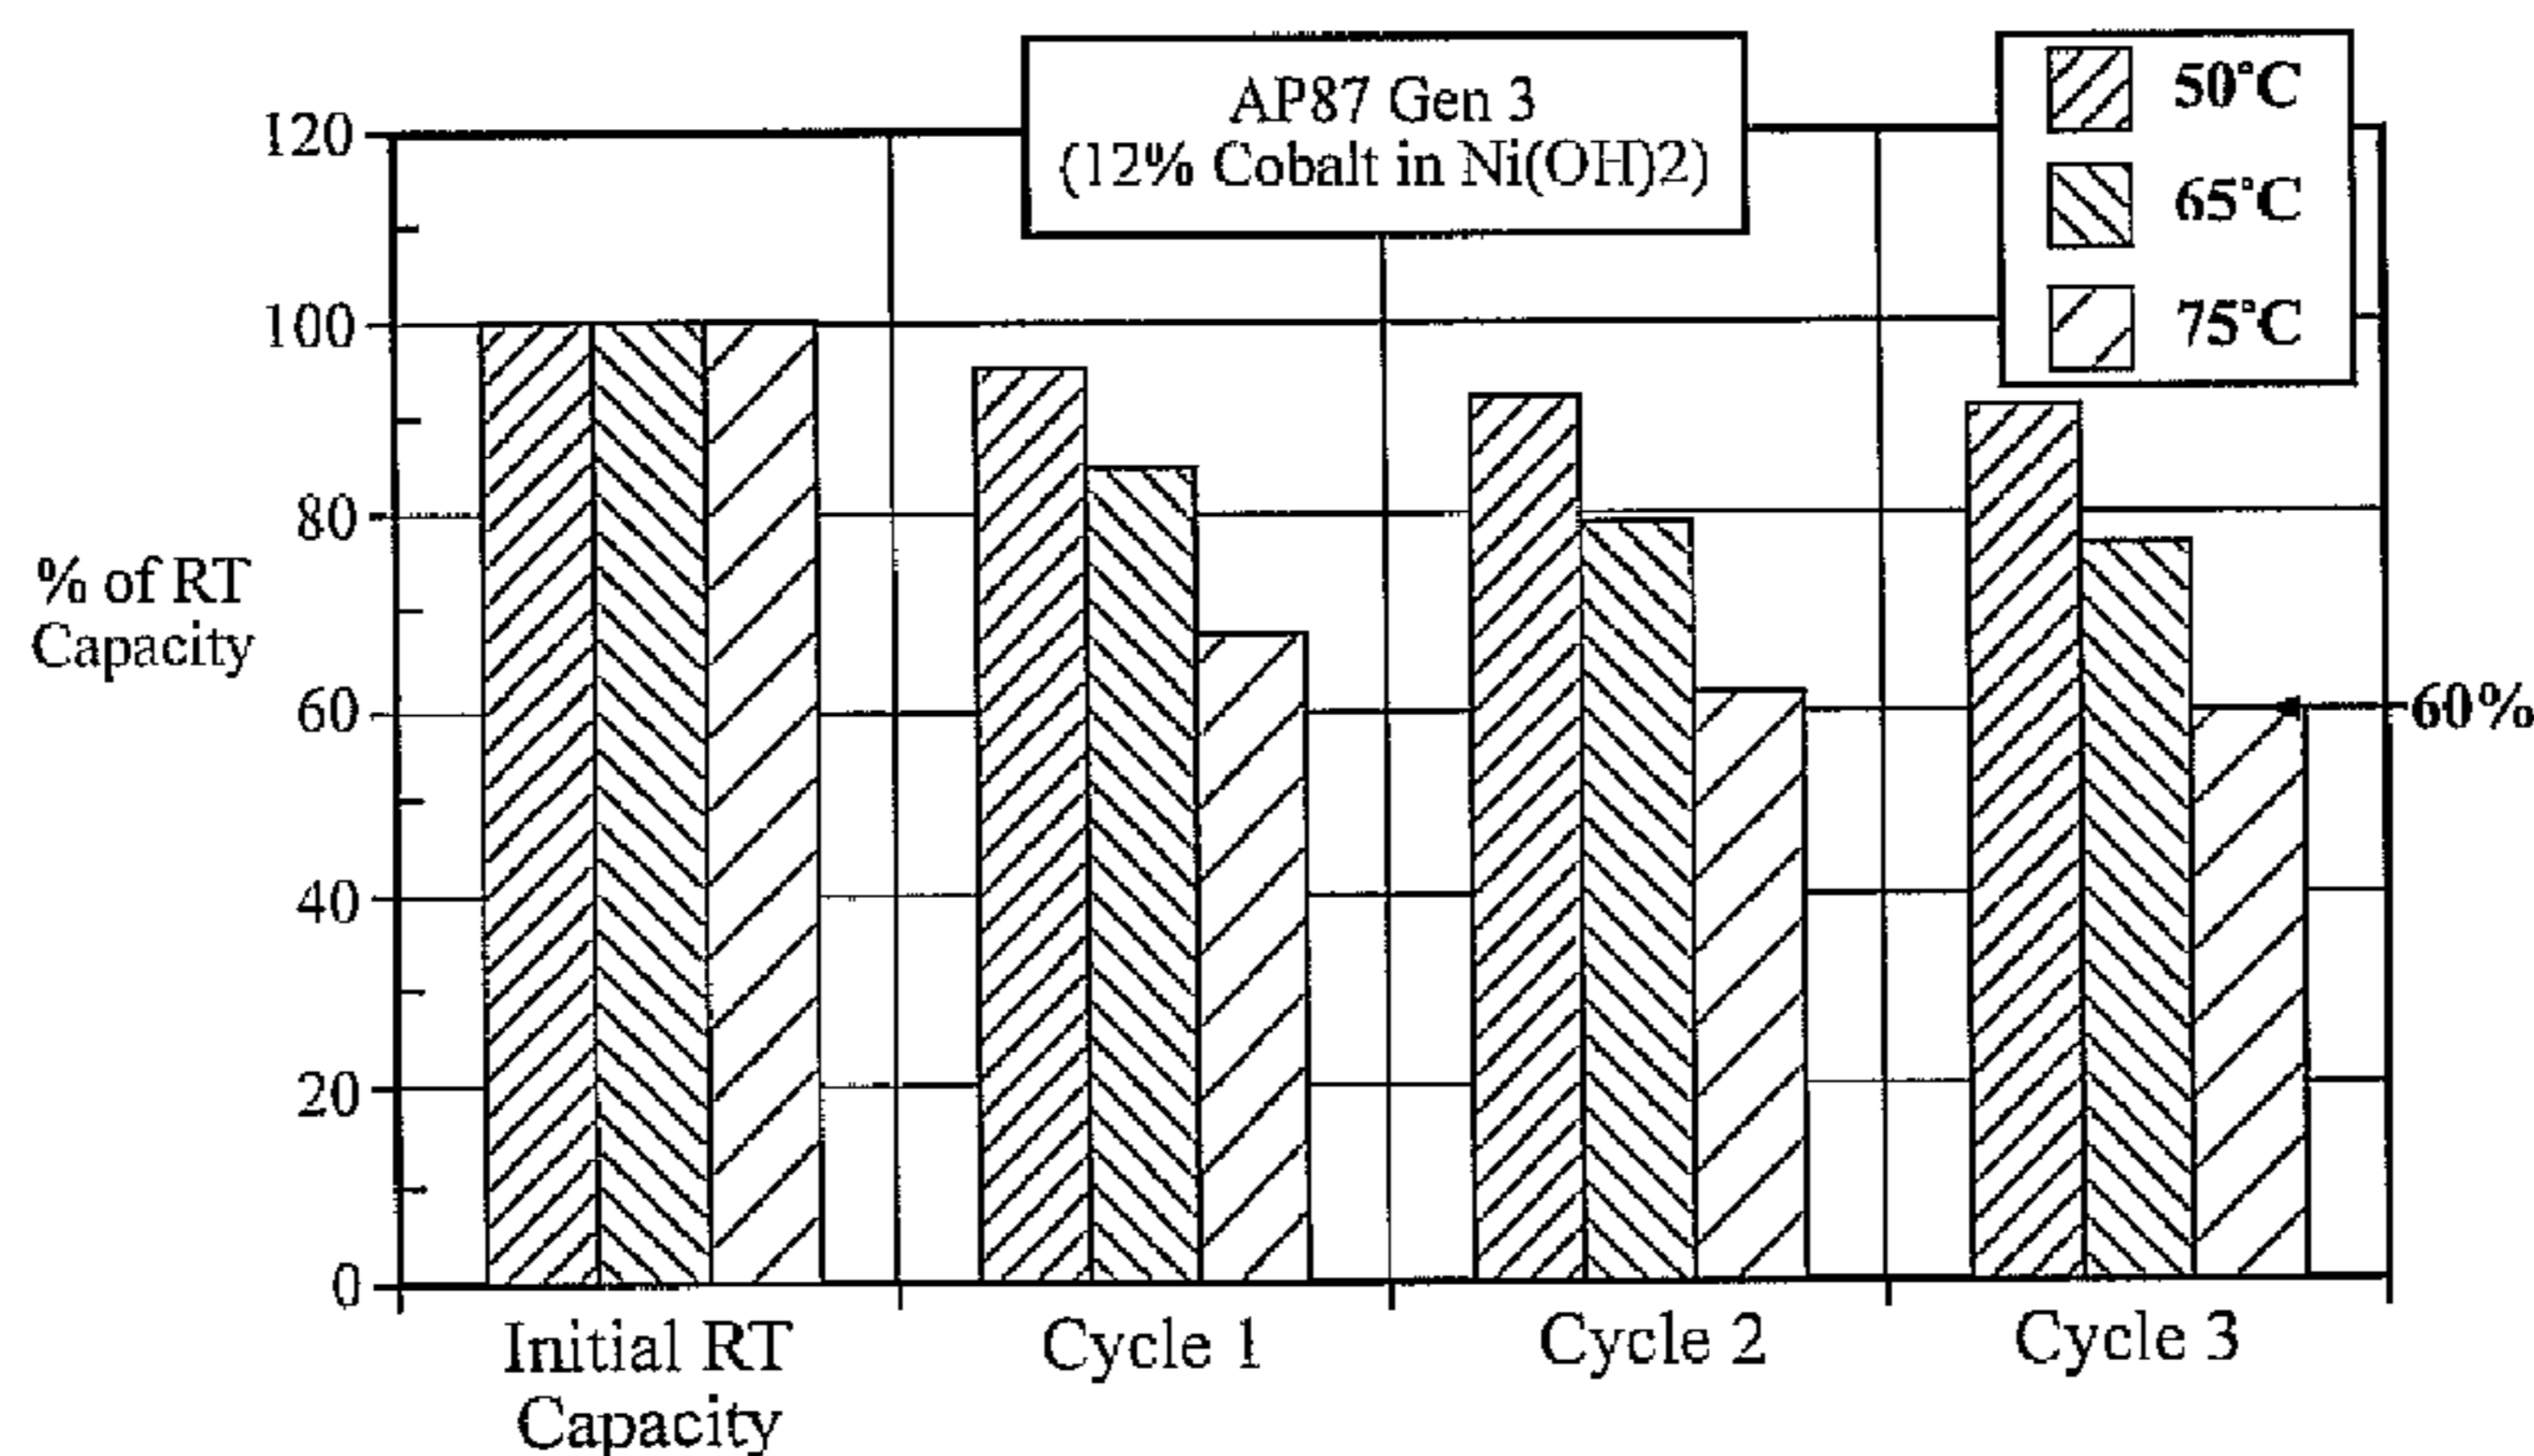 AP87 Gen 3
(12% Cobalt in Ni(OH)2)
50°C
65°C
75°C
120
100
80
60
40
20
0
% of RT
Capacity
60%
Initial RT
Capacity
Cycle 1
Cycle 2
Cycle 3